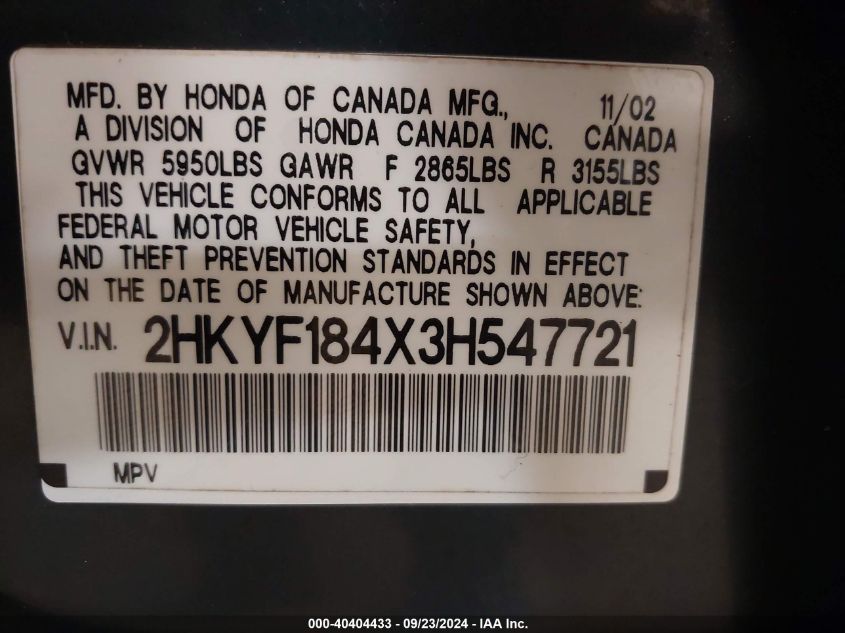 MFD. BY HONDA OF CANADA MFG., 11/02
A DIVISION OF HONDA CANADA INC. CANADA
GVWR 5950LBS GAWR F 2865LBS R 3155LBS
THIS VEHICLE CONFORMS TO ALL APPLICABLE
FEDERAL MOTOR VEHICLE SAFETY,
AND THEFT PREVENTION STANDARDS IN EFFECT
ON THE DATE OF MANUFACTURE SHOWN ABOVE:
V.I.N. 2HKYF184X3H547721
MPV
000-40404433 - 09/23/2024 - IAA Inc.